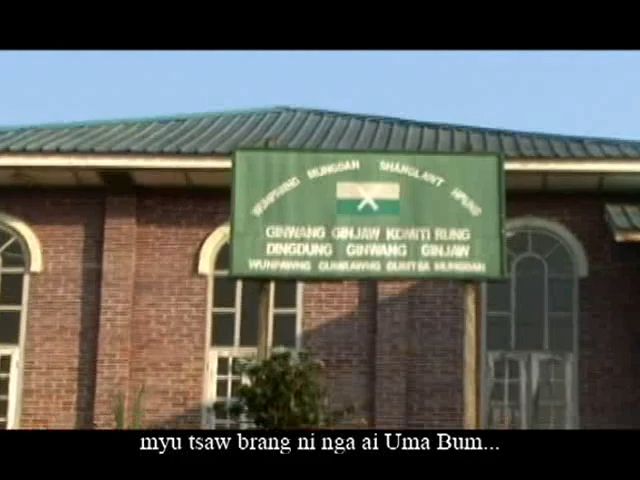 WUNPAWNG MUNGDAN SHANGLAWT HPUNG
GINWANG GINJAW KOMITI RUNG
DINGDUNG GINWANG GINJAW
WUNPAWNG GUMRAWNG GUMTSA MUNGDAN
myu tsaw brang ni nga ai Uma Bum...